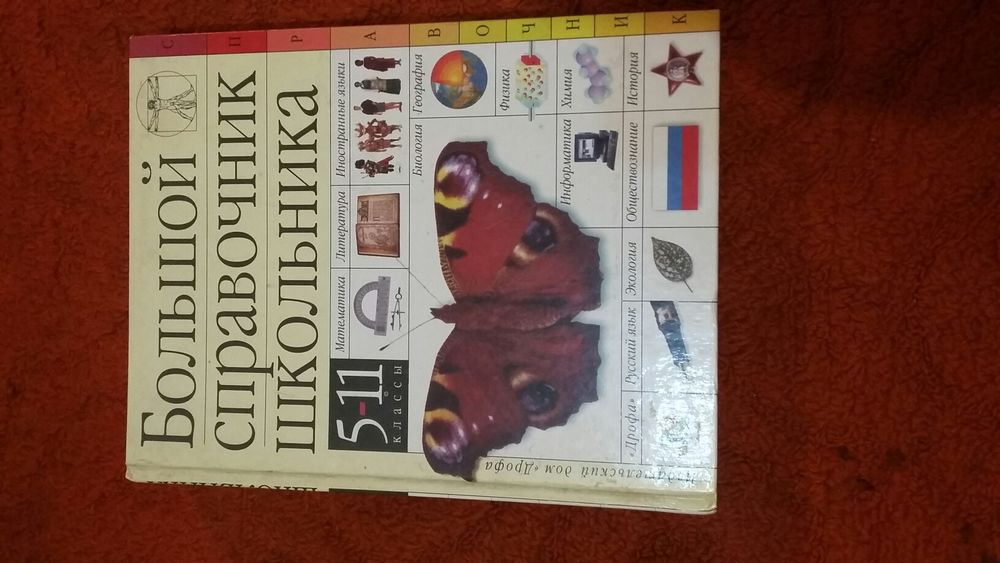 СПРАВОЧНИК
БОЛЬШОЙ
СПРАВОЧНИК
ШКОЛЬНИКА
5-11
классы
Математика
Литература
Иностранные языки
Биология
География
Физика
Информатика
Химия
«Дрофа»
Русский язык
Экология
Обществознание
История
дом «Дрофа